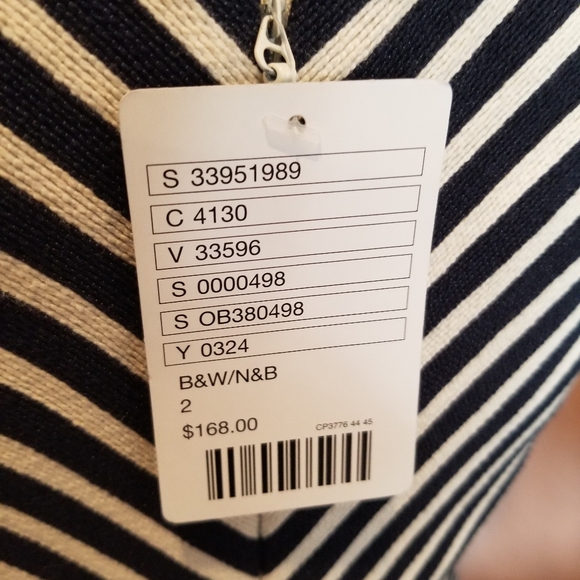 S 33951989
C 4130
V 33596
S 0000498
S OB380498
Y 0324
B&W/N&B
2
$168.00
CP3776 44 45